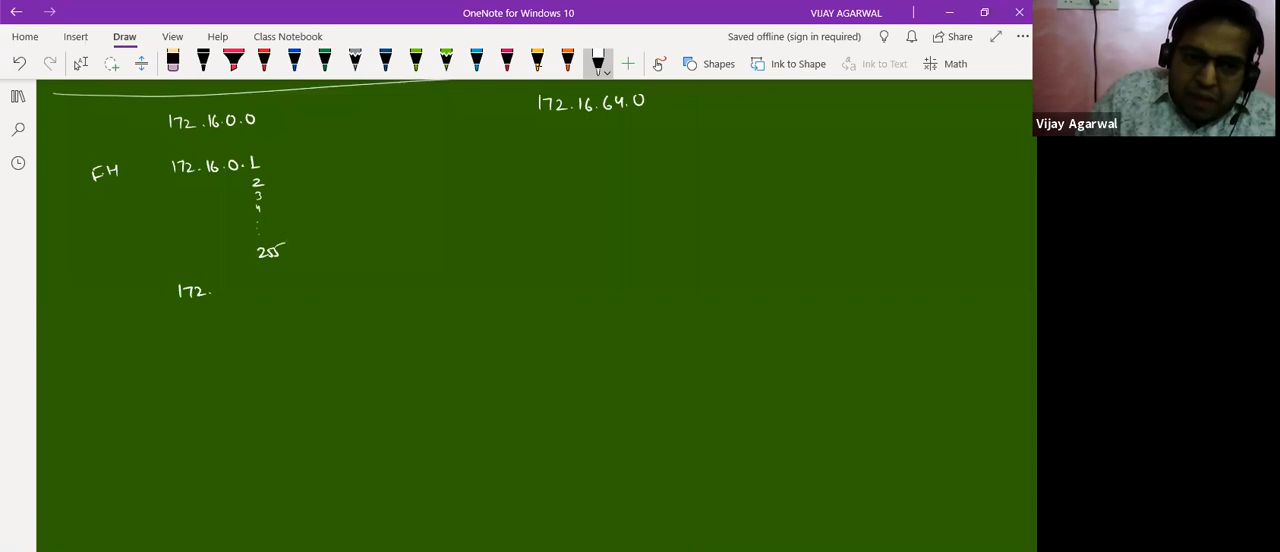 OneNote for Windows 10
VIJAY AGARWAL
Home Insert Draw View Help Class Notebook
Saved offline (sign in required) Share
Shapes Ink to Shape Ink to Text Math
172.16.0.0
172.16.64.0
FH 172.16.0.1
2
3
4
.
.
255
172.
Vijay Agarwal